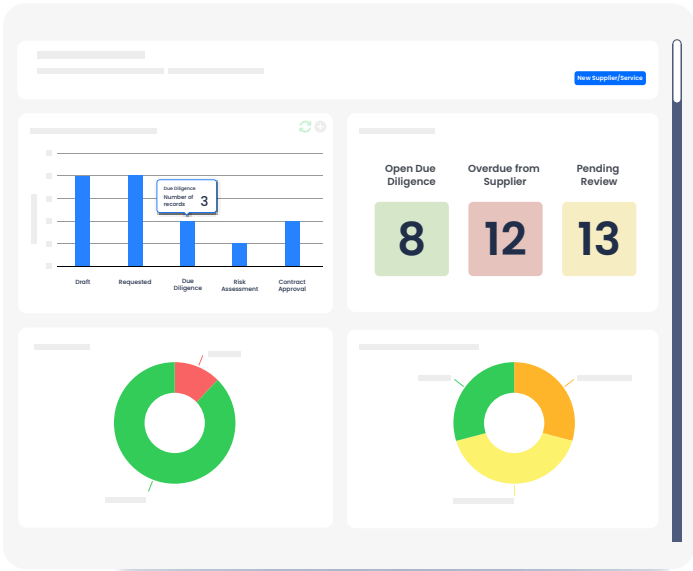 New Supplier/Service
Due Diligence
Number of
records
3
Draft
Requested
Due
Diligence
Risk
Assessment
Contract
Approval
Open Due
Diligence
Overdue from
Supplier
Pending
Review
8
12
13